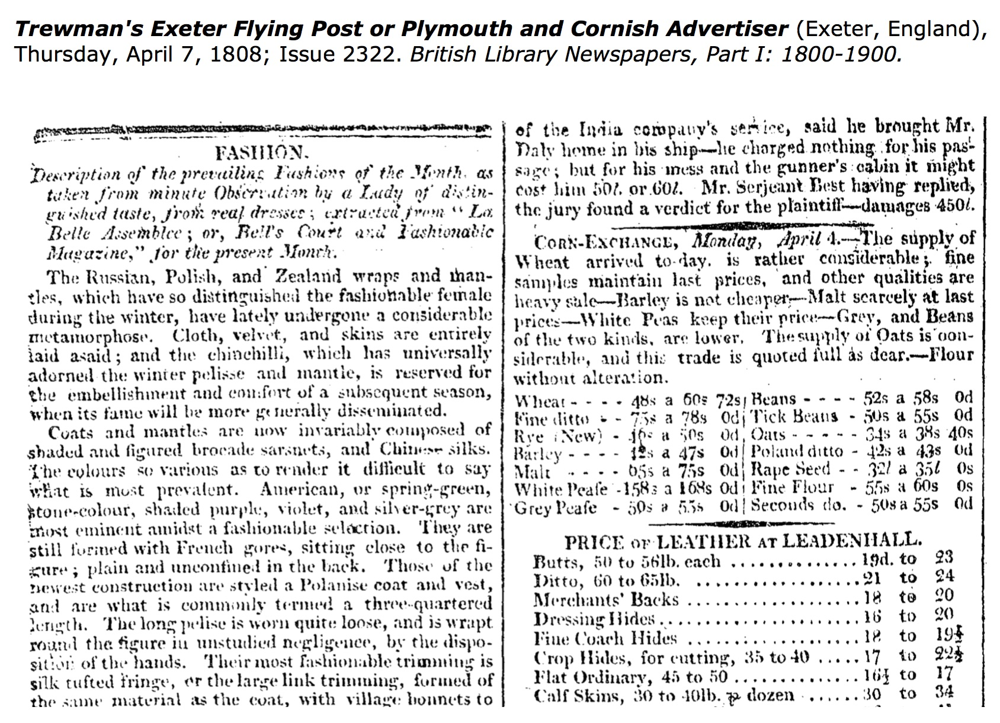 Trewman's Exeter Flying Post or Plymouth and Cornish Advertiser (Exeter, England),
Thursday, April 7, 1808; Issue 2322. British Library Newspapers, Part I: 1800-1900.
FASHION.
Description of the prevailing Fashions of the Month, as
taken from minute Observation by a Lady of distin-
guished taste, from real dresses; extracted from "La
Belle Assemblee; or, Bell's Court and Fashionable
Magazine," for the present Month.
The Russian, Polish, and Zealand wraps and man-
tles, which have so distinguished the fashionable female
during the winter, have lately undergone a considerable
metamorphose. Cloth, velvet, and skins are entirely
laid asaid; and the chinchilli, which has universally
adorned the winter pelisse and mantle, is reserved for
the embellishment and comfort of a subsequent season,
when its fame will be more generally disseminated.
Coats and mantles are now invariably composed of
shaded and figured brocade sarsnets, and Chinese silks.
The colours so various as to render it difficult to say
what is most prevalent. American, or spring-green,
stone-colour, shaded purple, violet, and silver-grey are
most eminent amidst a fashionable selection. They are
still formed with French gores, sitting close to the fi-
gure; plain and unconfined in the back. Those of the
newest construction are styled a Polanise coat and vest,
and are what is commonly termed a three-quartered
length. The long pelise is worn quite loose, and is wrapt
round the figure in unstudied negligence, by the dispo-
sition of the hands. Their most fashionable trimming is
silk tufted fringe, or the large link trimming, formed of
the same material as the coat, with village bonnets to
of the India company's service, said he brought Mr.
Daly home in his ship—he charged nothing for his pas-
sage; but for his mess and the gunner's cabin it might
cost him 50l. or 60l. Mr. Serjeant Best having replied,
the jury found a verdict for the plaintiff—damages 450l.
CORN-EXCHANGE, Monday, April 4.—The supply of
Wheat arrived to-day, is rather considerable; fine
samples maintain last prices, and other qualities are
heavy sale—Barley is not cheaper—Malt scarcely at last
prices—White Peas keep their price—Grey, and Beans
of the two kinds, are lower. The supply of Oats is con-
siderable, and this trade is quoted full as dear.—Flour
without alteration.
Wheat - - - - 48s a 60s 72s | Beans - - - - 52s a 58s 0d
Fine ditto - - 75s a 78s 0d | Tick Beans - 50s a 55s 0d
Rye (New) - a 50s 0d | Oats - - - - - 34s a 38s 40s
Barley - - - - 42s a 47s 0d | Poland ditto - 42s a 43s 0d
Malt - - - - 65s a 75s 0d | Rape Seed - - 32l a 35l 0s
White Pease -158s a 168s 0d | Fine Flour - 55s a 60s 0s
Grey Pease - 50s a 55s 0d | Seconds do. - 50s a 55s 0d
PRICE OF LEATHER AT LEADENHALL.
Butts, 50 to 56lb. each .............. 19d. to 23
Ditto, 60 to 65lb. .................. 21 to 24
Merchants' Backs .................. 18 to 20
Dressing Hides ...................... 16 to 20
Fine Coach Hides .................. 18 to 19½
Crop Hides, for cutting, 35 to 40 ..... 17 to 22½
Flat Ordinary, 45 to 50 .............. 16½ to 17
Calf Skins, 30 to 40lb. ℔ dozen ...... 30 to 34